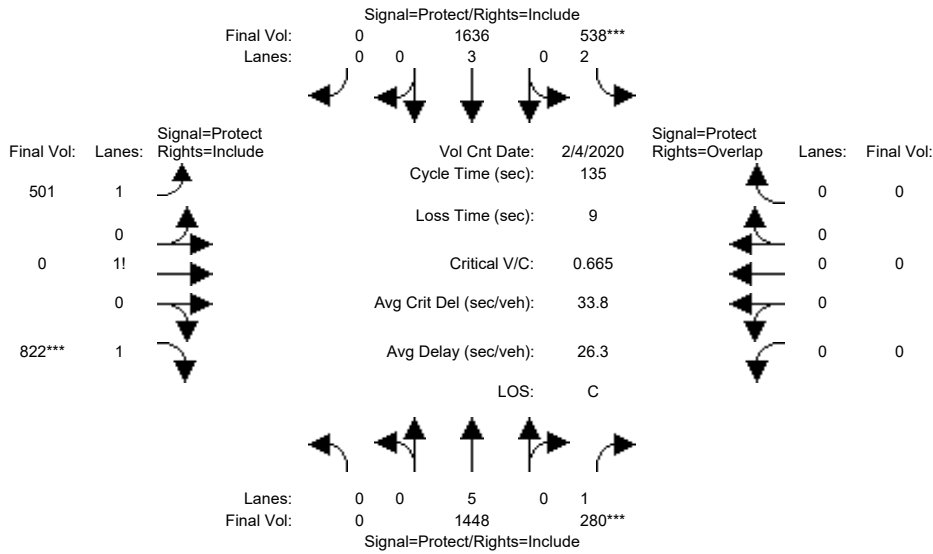 Signal=Protect/Rights=Include
Final Vol: 0 1636 538***
Lanes: 0 0 3 0 2
Signal=Protect
Final Vol: Lanes: Rights=Include
Vol Cnt Date: 2/4/2020
Signal=Protect
Rights=Overlap Lanes: Final Vol:
Cycle Time (sec): 135
501 1
0 0
Loss Time (sec): 9
0
0
0 1!
Critical V/C: 0.665
0 0
0
Avg Crit Del (sec/veh): 33.8
0
822*** 1
Avg Delay (sec/veh): 26.3
0 0
LOS: C
Lanes: 0 0 5 0 1
Final Vol: 0 1448 280***
Signal=Protect/Rights=Include